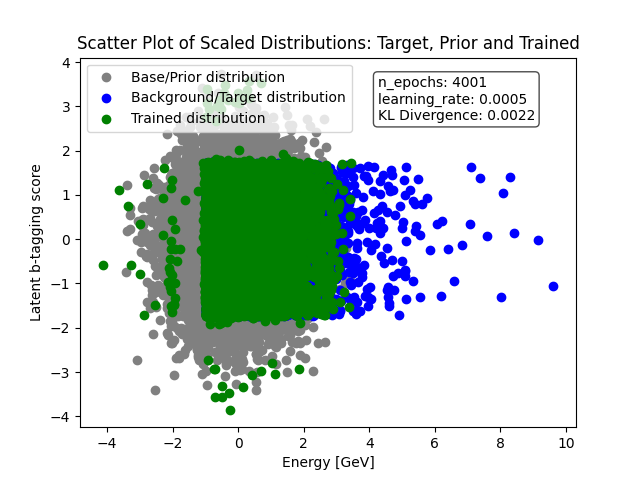 Scatter Plot of Scaled Distributions: Target, Prior and Trained
Base/Prior distribution
Background/Target distribution
Trained distribution
n_epochs: 4001
learning_rate: 0.0005
KL Divergence: 0.0022
Latent b-tagging score
4
3
2
1
0
−1
−2
−3
−4
−4 −2 0 2 4 6 8 10
Energy [GeV]